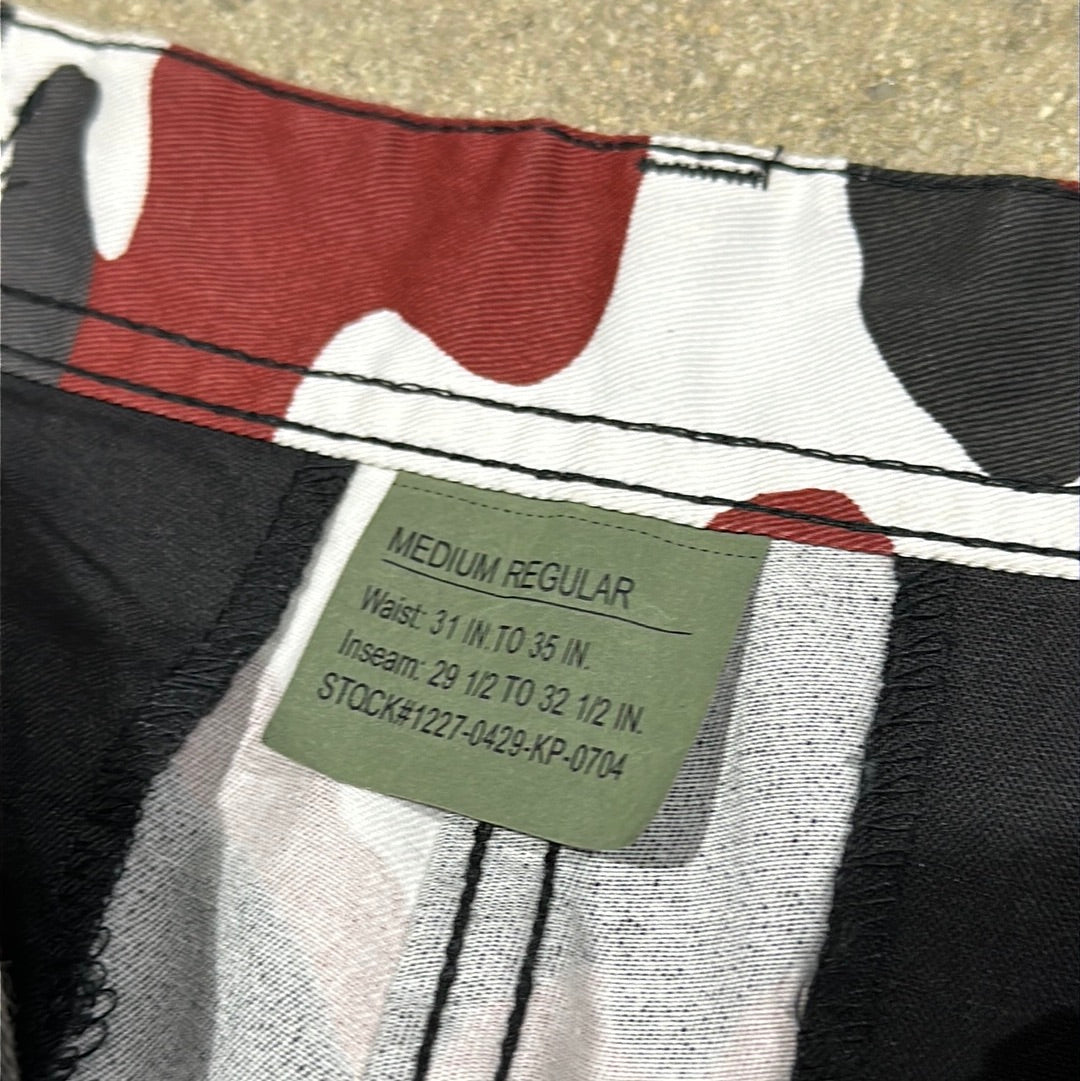 MEDIUM REGULAR
Waist: 31 IN.TO 35 IN.
Inseam: 29 1/2 TO 32 1/2 IN.
STOCK#1227-0429-KP-0704